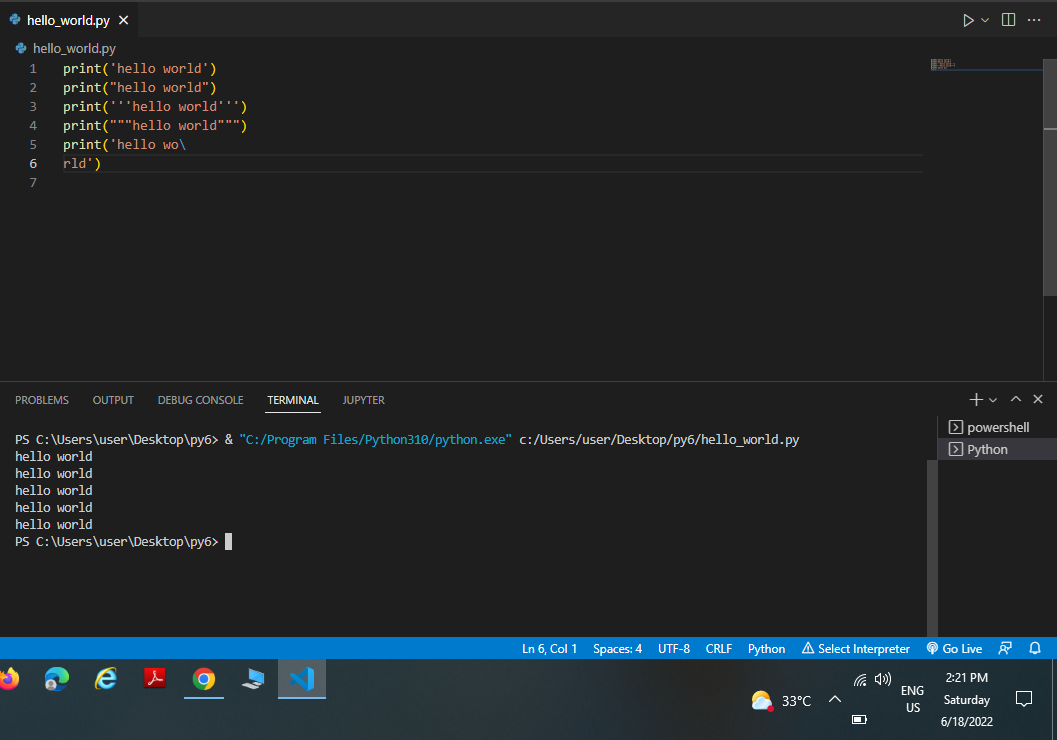 hello_world.py
hello_world.py
1 print('hello world')
2 print("hello world")
3 print('''hello world''')
4 print("""hello world""")
5 print('hello wo\
6 rld')
7
PROBLEMS OUTPUT DEBUG CONSOLE TERMINAL JUPYTER
PS C:\Users\user\Desktop\py6> & "C:/Program Files/Python310/python.exe" c:/Users/user/Desktop/py6/hello_world.py
hello world
hello world
hello world
hello world
hello world
PS C:\Users\user\Desktop\py6>
powershell
Python
Ln 6, Col 1 Spaces: 4 UTF-8 CRLF Python Select Interpreter Go Live
33°C
ENG
US
2:21 PM
Saturday
6/18/2022